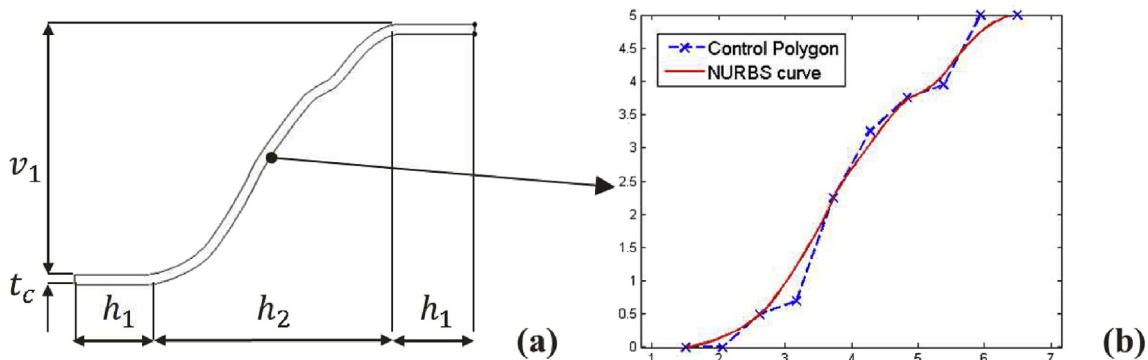 v₁
t_c
h₁
h₂
h₁
(a)
Control Polygon
NURBS curve
5
4.5
4
3.5
3
2.5
2
1.5
1
0.5
0
1 2 3 4 5 6 7
(b)